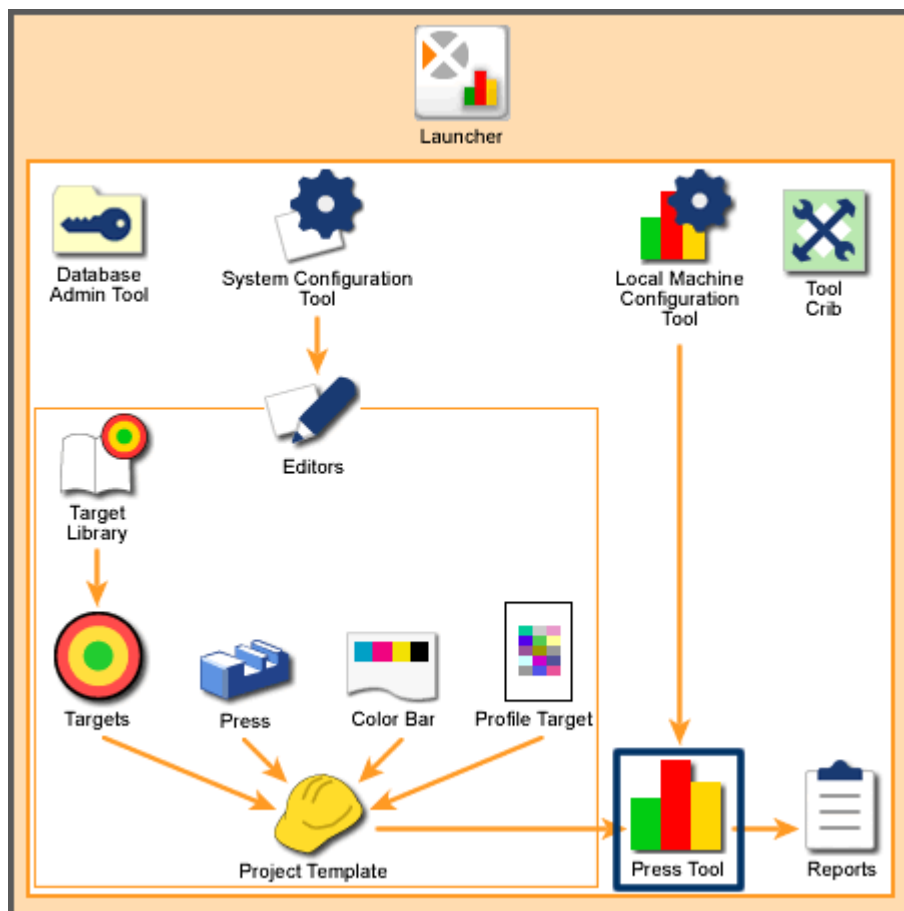 Launcher
Database
Admin Tool
System Configuration
Tool
Local Machine
Configuration
Tool
Tool
Crib
Editors
Target
Library
Targets
Press
Color Bar
Profile Target
Project Template
Press Tool
Reports